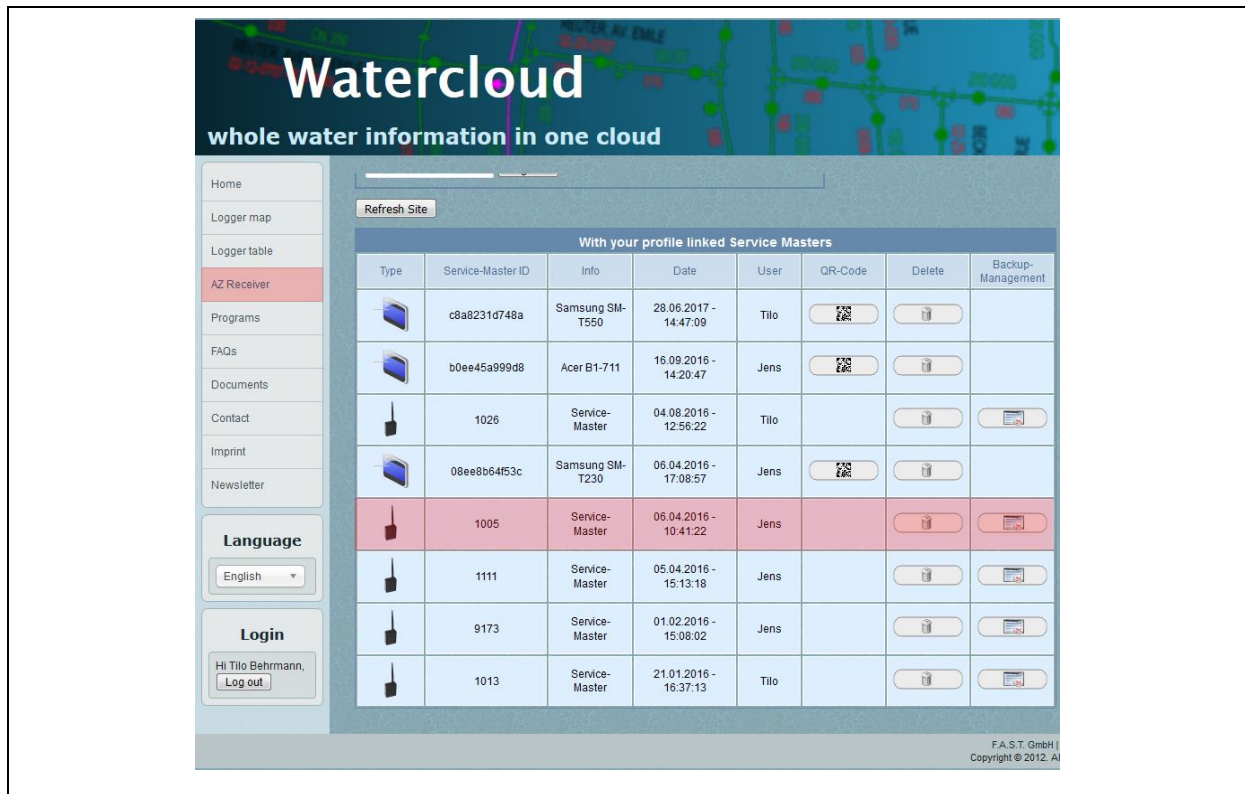 Watercloud
whole water information in one cloud
Home
Logger map
Logger table
AZ Receiver
Programs
FAQs
Documents
Contact
Imprint
Newsletter
Language
English
Login
Hi Tilo Behrmann,
Log out
Refresh Site
With your profile linked Service Masters
Type Service-Master ID Info Date User QR-Code Delete Backup-
Management
c8a8231d748a Samsung SM-
T550 28.06.2017 -
14:47:09 Tilo
b0ee45a999d8 Acer B1-711 16.09.2016 -
14:20:47 Jens
1026 Service-
Master 04.08.2016 -
12:56:22 Tilo
08ee8b64f53c Samsung SM-
T230 06.04.2016 -
17:08:57 Jens
1005 Service-
Master 06.04.2016 -
10:41:22 Jens
1111 Service-
Master 05.04.2016 -
15:13:18 Jens
9173 Service-
Master 01.02.2016 -
15:08:02 Jens
1013 Service-
Master 21.01.2016 -
16:37:13 Tilo
F.A.S.T. GmbH |
Copyright © 2012.